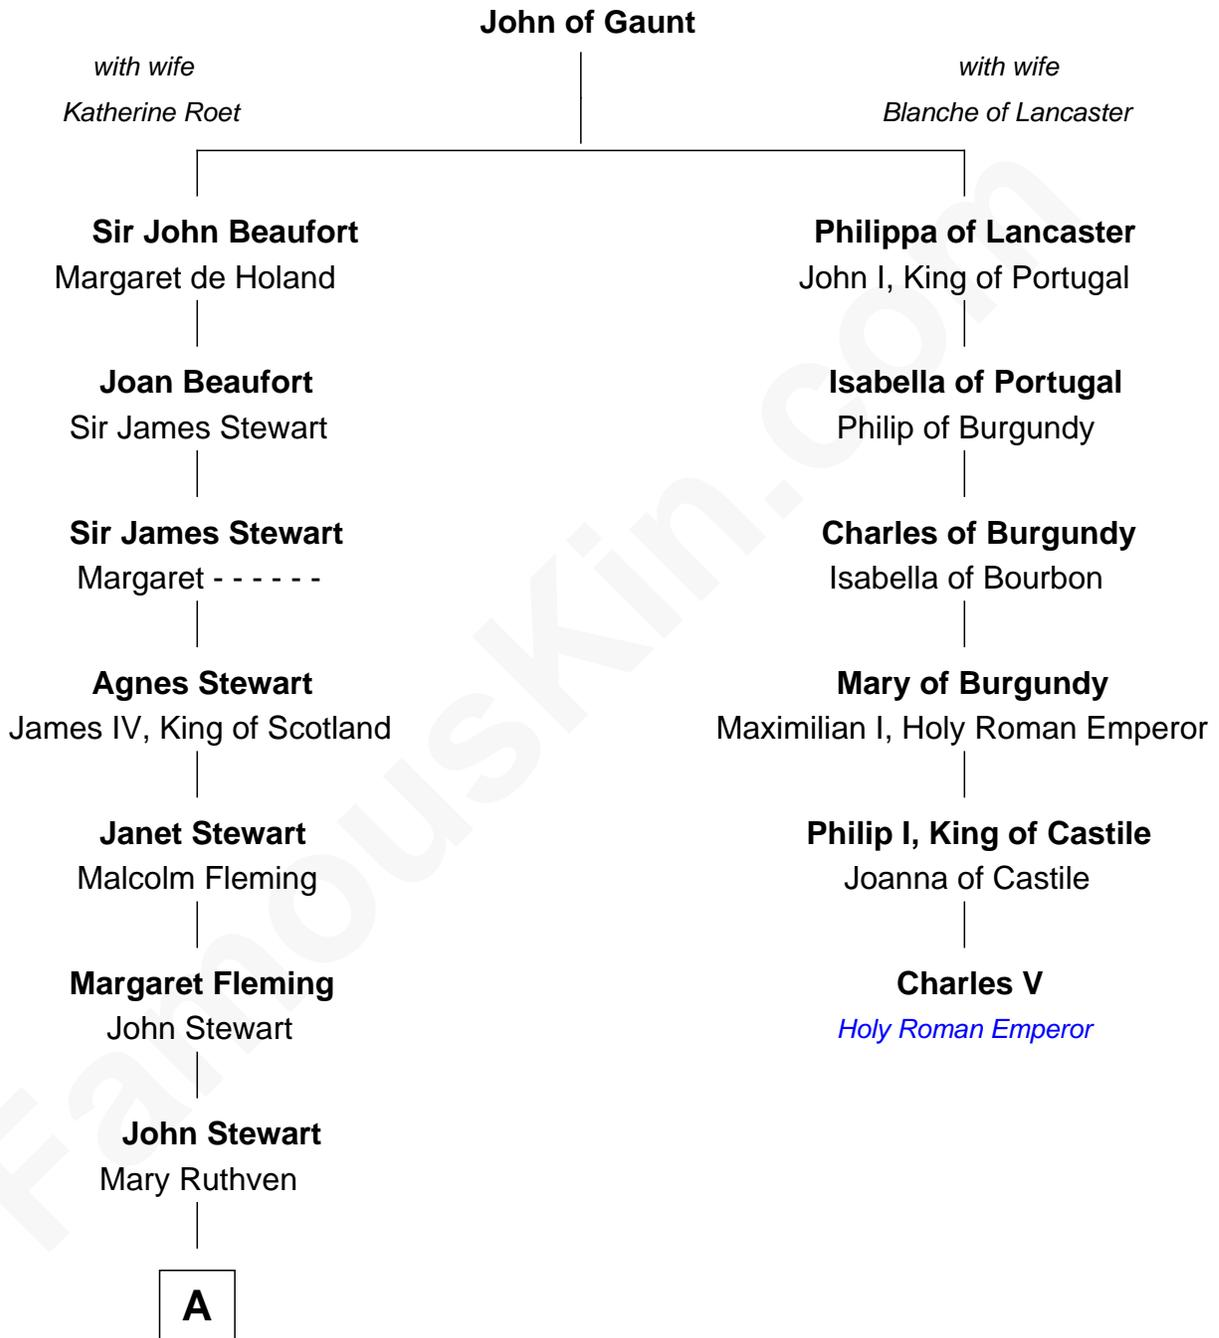 John of Gaunt
with wife
Katherine Roet
with wife
Blanche of Lancaster
Sir John Beaufort
Margaret de Holand
Philippa of Lancaster
John I, King of Portugal
Joan Beaufort
Sir James Stewart
Isabella of Portugal
Philip of Burgundy
Sir James Stewart
Margaret - - - - - -
Charles of Burgundy
Isabella of Bourbon
Agnes Stewart
James IV, King of Scotland
Mary of Burgundy
Maximilian I, Holy Roman Emperor
Janet Stewart
Malcolm Fleming
Philip I, King of Castile
Joanna of Castile
Margaret Fleming
John Stewart
Charles V
Holy Roman Emperor
John Stewart
Mary Ruthven
A
FamousKin.com